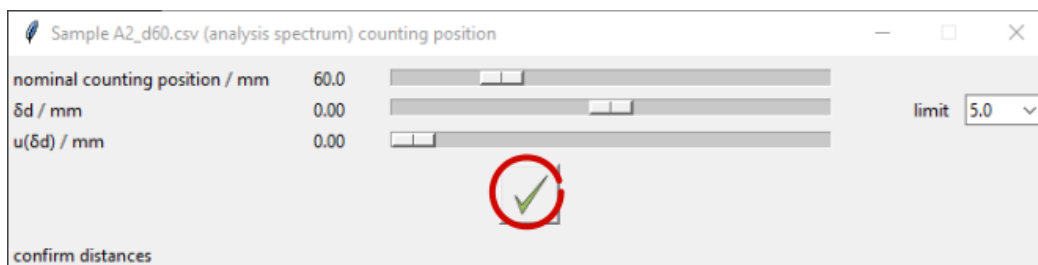 Sample A2_d60.csv (analysis spectrum) counting position
nominal counting position / mm 60.0
δd / mm 0.00 limit 5.0
u(δd) / mm 0.00
confirm distances